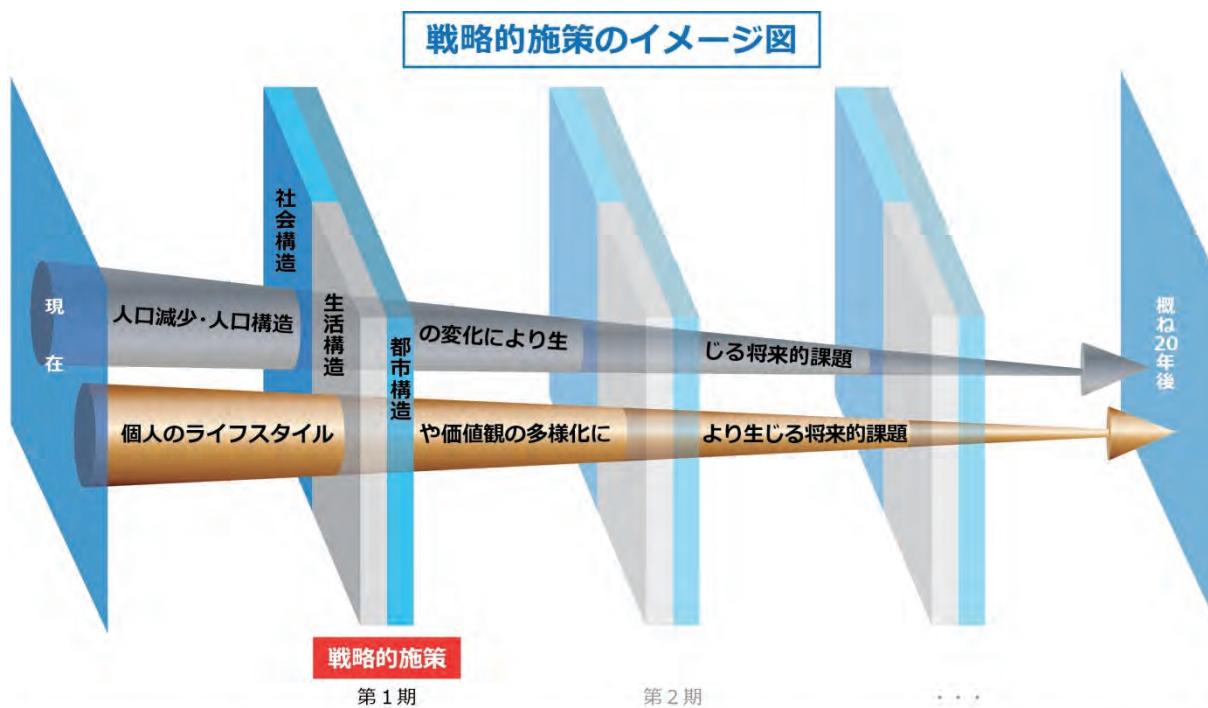 戦略的施策のイメージ図
現在
社会構造
生活構造
都市構造
人口減少・人口構造の変化により生じる将来的課題
個人のライフスタイルや価値観の多様化により生じる将来的課題
概ね20年後
戦略的施策
第1期
第2期
・・・